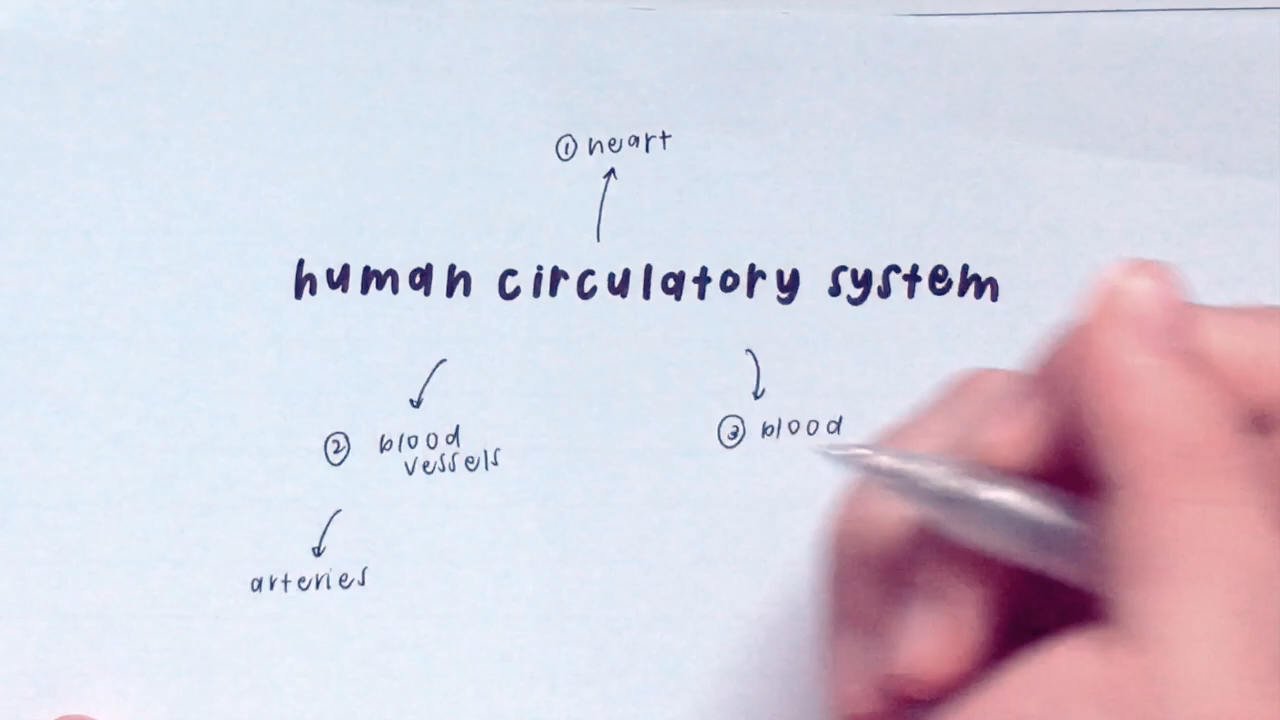 ① heart
human circulatory system
② blood
vessels
③ blood
arteries